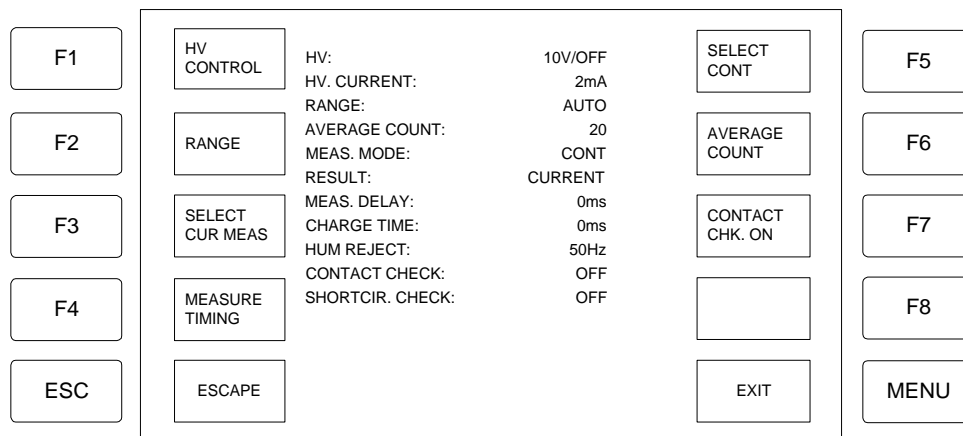 F1
F2
F3
F4
ESC
HV
CONTROL
RANGE
SELECT
CUR MEAS
MEASURE
TIMING
ESCAPE
HV: 10V/OFF
HV. CURRENT: 2mA
RANGE: AUTO
AVERAGE COUNT: 20
MEAS. MODE: CONT
RESULT: CURRENT
MEAS. DELAY: 0ms
CHARGE TIME: 0ms
HUM REJECT: 50Hz
CONTACT CHECK: OFF
SHORTCIR. CHECK: OFF
SELECT
CONT
AVERAGE
COUNT
CONTACT
CHK. ON
EXIT
F5
F6
F7
F8
MENU